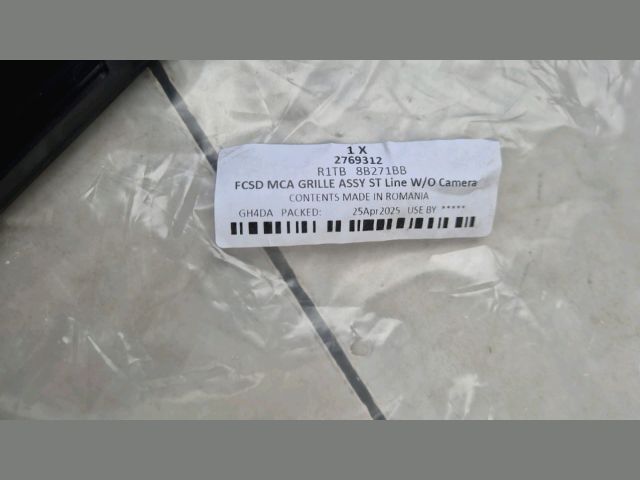 1 X
2769312
R1TB 8B271BB
FCSD MCA GRILLE ASSY ST Line W/O Camera
CONTENTS MADE IN ROMANIA
GH4DA PACKED: 25Apr2025 USE BY *****